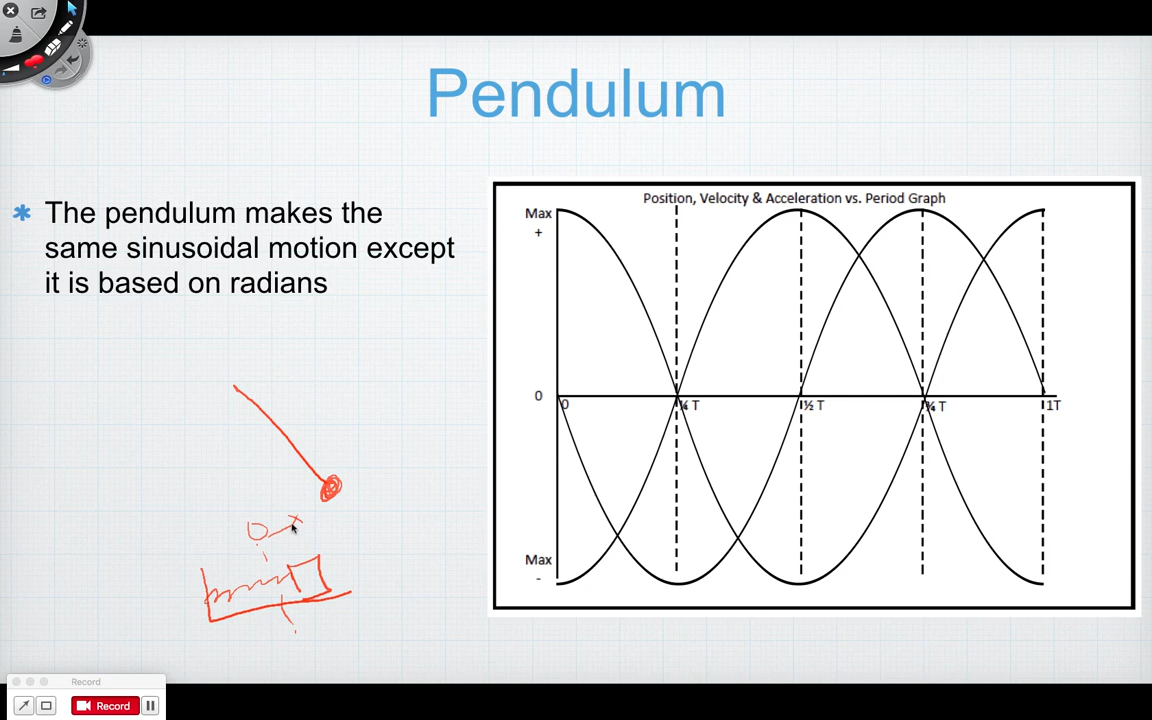 Pendulum
* The pendulum makes the
same sinusoidal motion except
it is based on radians
Position, Velocity & Acceleration vs. Period Graph
Max
+
0
0
¼ T
½ T
¾ T
1T
Max
-
Record
Record